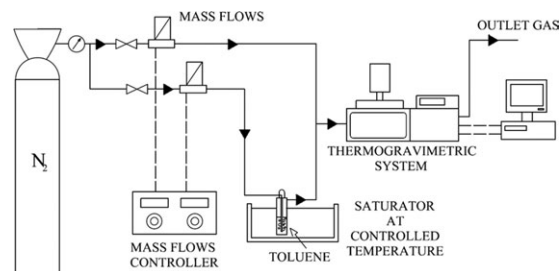 MASS FLOWS
OUTLET GAS
N2
THERMOGRAVIMETRIC
SYSTEM
MASS FLOWS
CONTROLLER
TOLUENE
SATURATOR
AT
CONTROLLED
TEMPERATURE